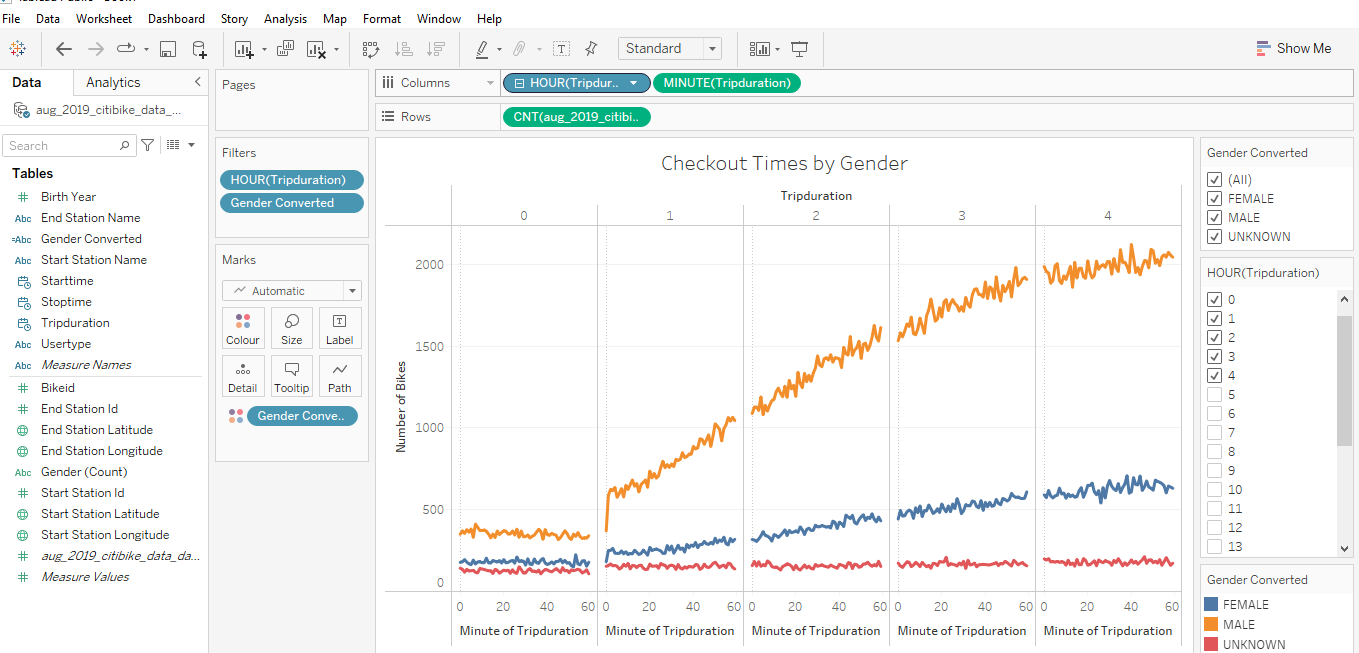 File Data Worksheet Dashboard Story Analysis Map Format Window Help
Standard
Show Me
Data Analytics
aug_2019_citibike_data_...
Search
Tables
Birth Year
Abc End Station Name
=Abc Gender Converted
Abc Start Station Name
Starttime
Stoptime
Tripduration
Abc Usertype
Abc Measure Names
Bikeid
End Station Id
End Station Latitude
End Station Longitude
Abc Gender (Count)
Start Station Id
Start Station Latitude
Start Station Longitude
aug_2019_citibike_data_da...
Measure Values
Pages
Filters
HOUR(Tripduration)
Gender Converted
Marks
Automatic
Colour Size Label
Detail Tooltip Path
Gender Conve..
Columns HOUR(Tripdur.. MINUTE(Tripduration)
Rows CNT(aug_2019_citibi..
Checkout Times by Gender
Tripduration
0 1 2 3 4
Number of Bikes
2000
1500
1000
500
0
0 20 40 60 0 20 40 60 0 20 40 60 0 20 40 60 0 20 40 60
Minute of Tripduration Minute of Tripduration Minute of Tripduration Minute of Tripduration Minute of Tripduration
Gender Converted
(All)
FEMALE
MALE
UNKNOWN
HOUR(Tripduration)
0
1
2
3
4
5
6
7
8
9
10
11
12
13
Gender Converted
FEMALE
MALE
UNKNOWN